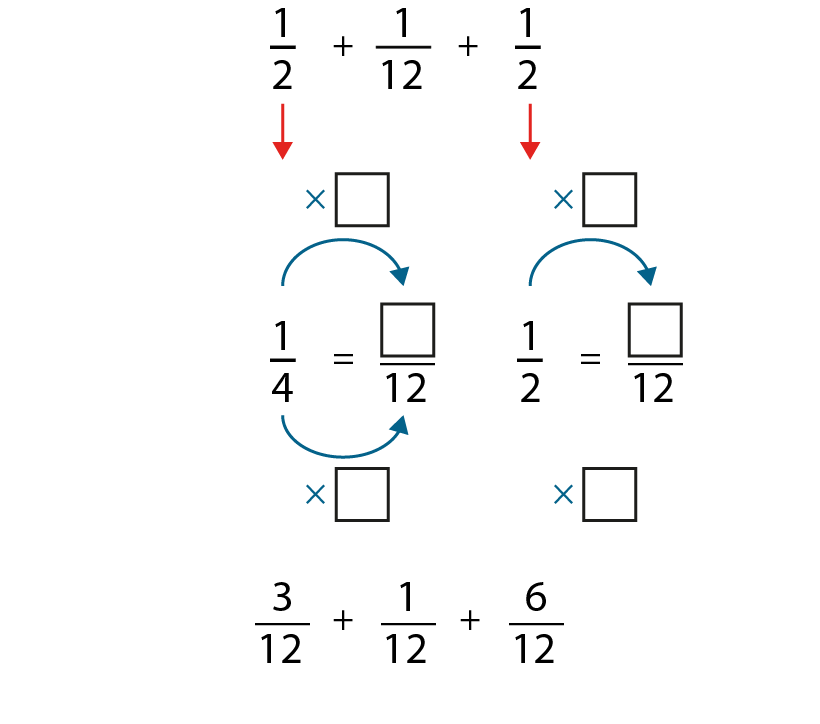 1/2 + 1/12 + 1/2
× □ × □
1/4 = □/12 1/2 = □/12
× □ × □
3/12 + 1/12 + 6/12